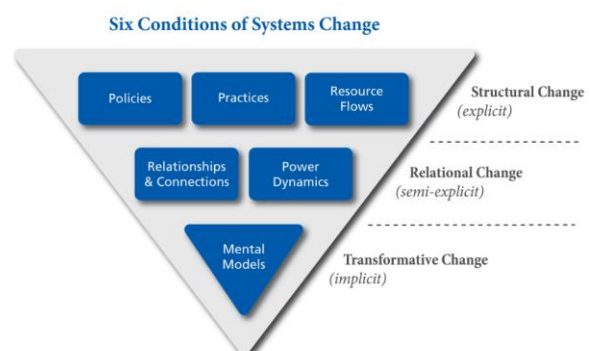 Six Conditions of Systems Change
Policies
Practices
Resource
Flows
Structural Change
(explicit)
Relationships
& Connections
Power
Dynamics
Relational Change
(semi-explicit)
Mental
Models
Transformative Change
(implicit)